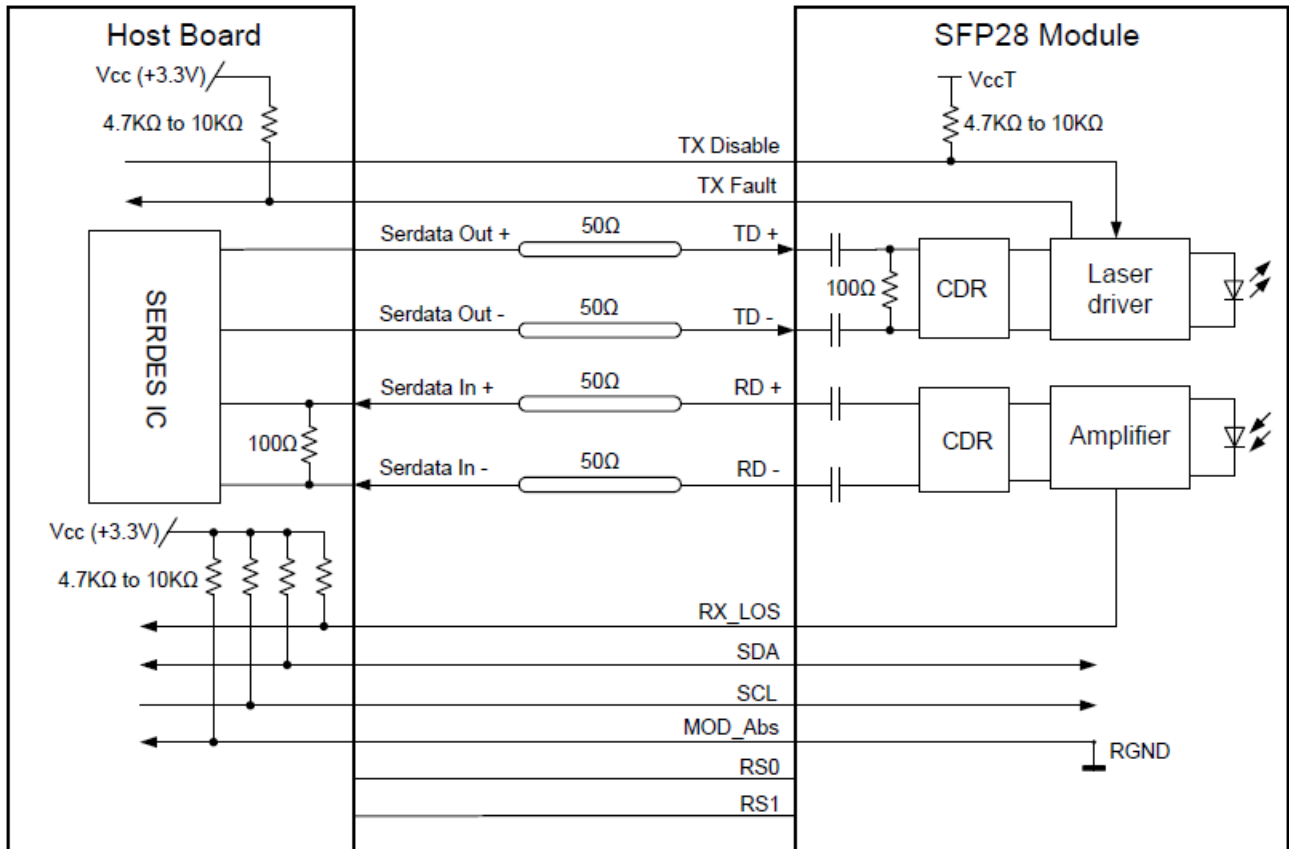 Host Board
SFP28 Module
Vcc (+3.3V)
VccT
4.7KΩ to 10KΩ
4.7KΩ to 10KΩ
TX Disable
TX Fault
Serdata Out +
50Ω
TD +
SERDES IC
100Ω
CDR
Laser
driver
Serdata Out -
50Ω
TD -
Serdata In +
50Ω
RD +
100Ω
CDR
Amplifier
Serdata In -
50Ω
RD -
Vcc (+3.3V)
4.7KΩ to 10KΩ
RX_LOS
SDA
SCL
MOD_Abs
RGND
RS0
RS1